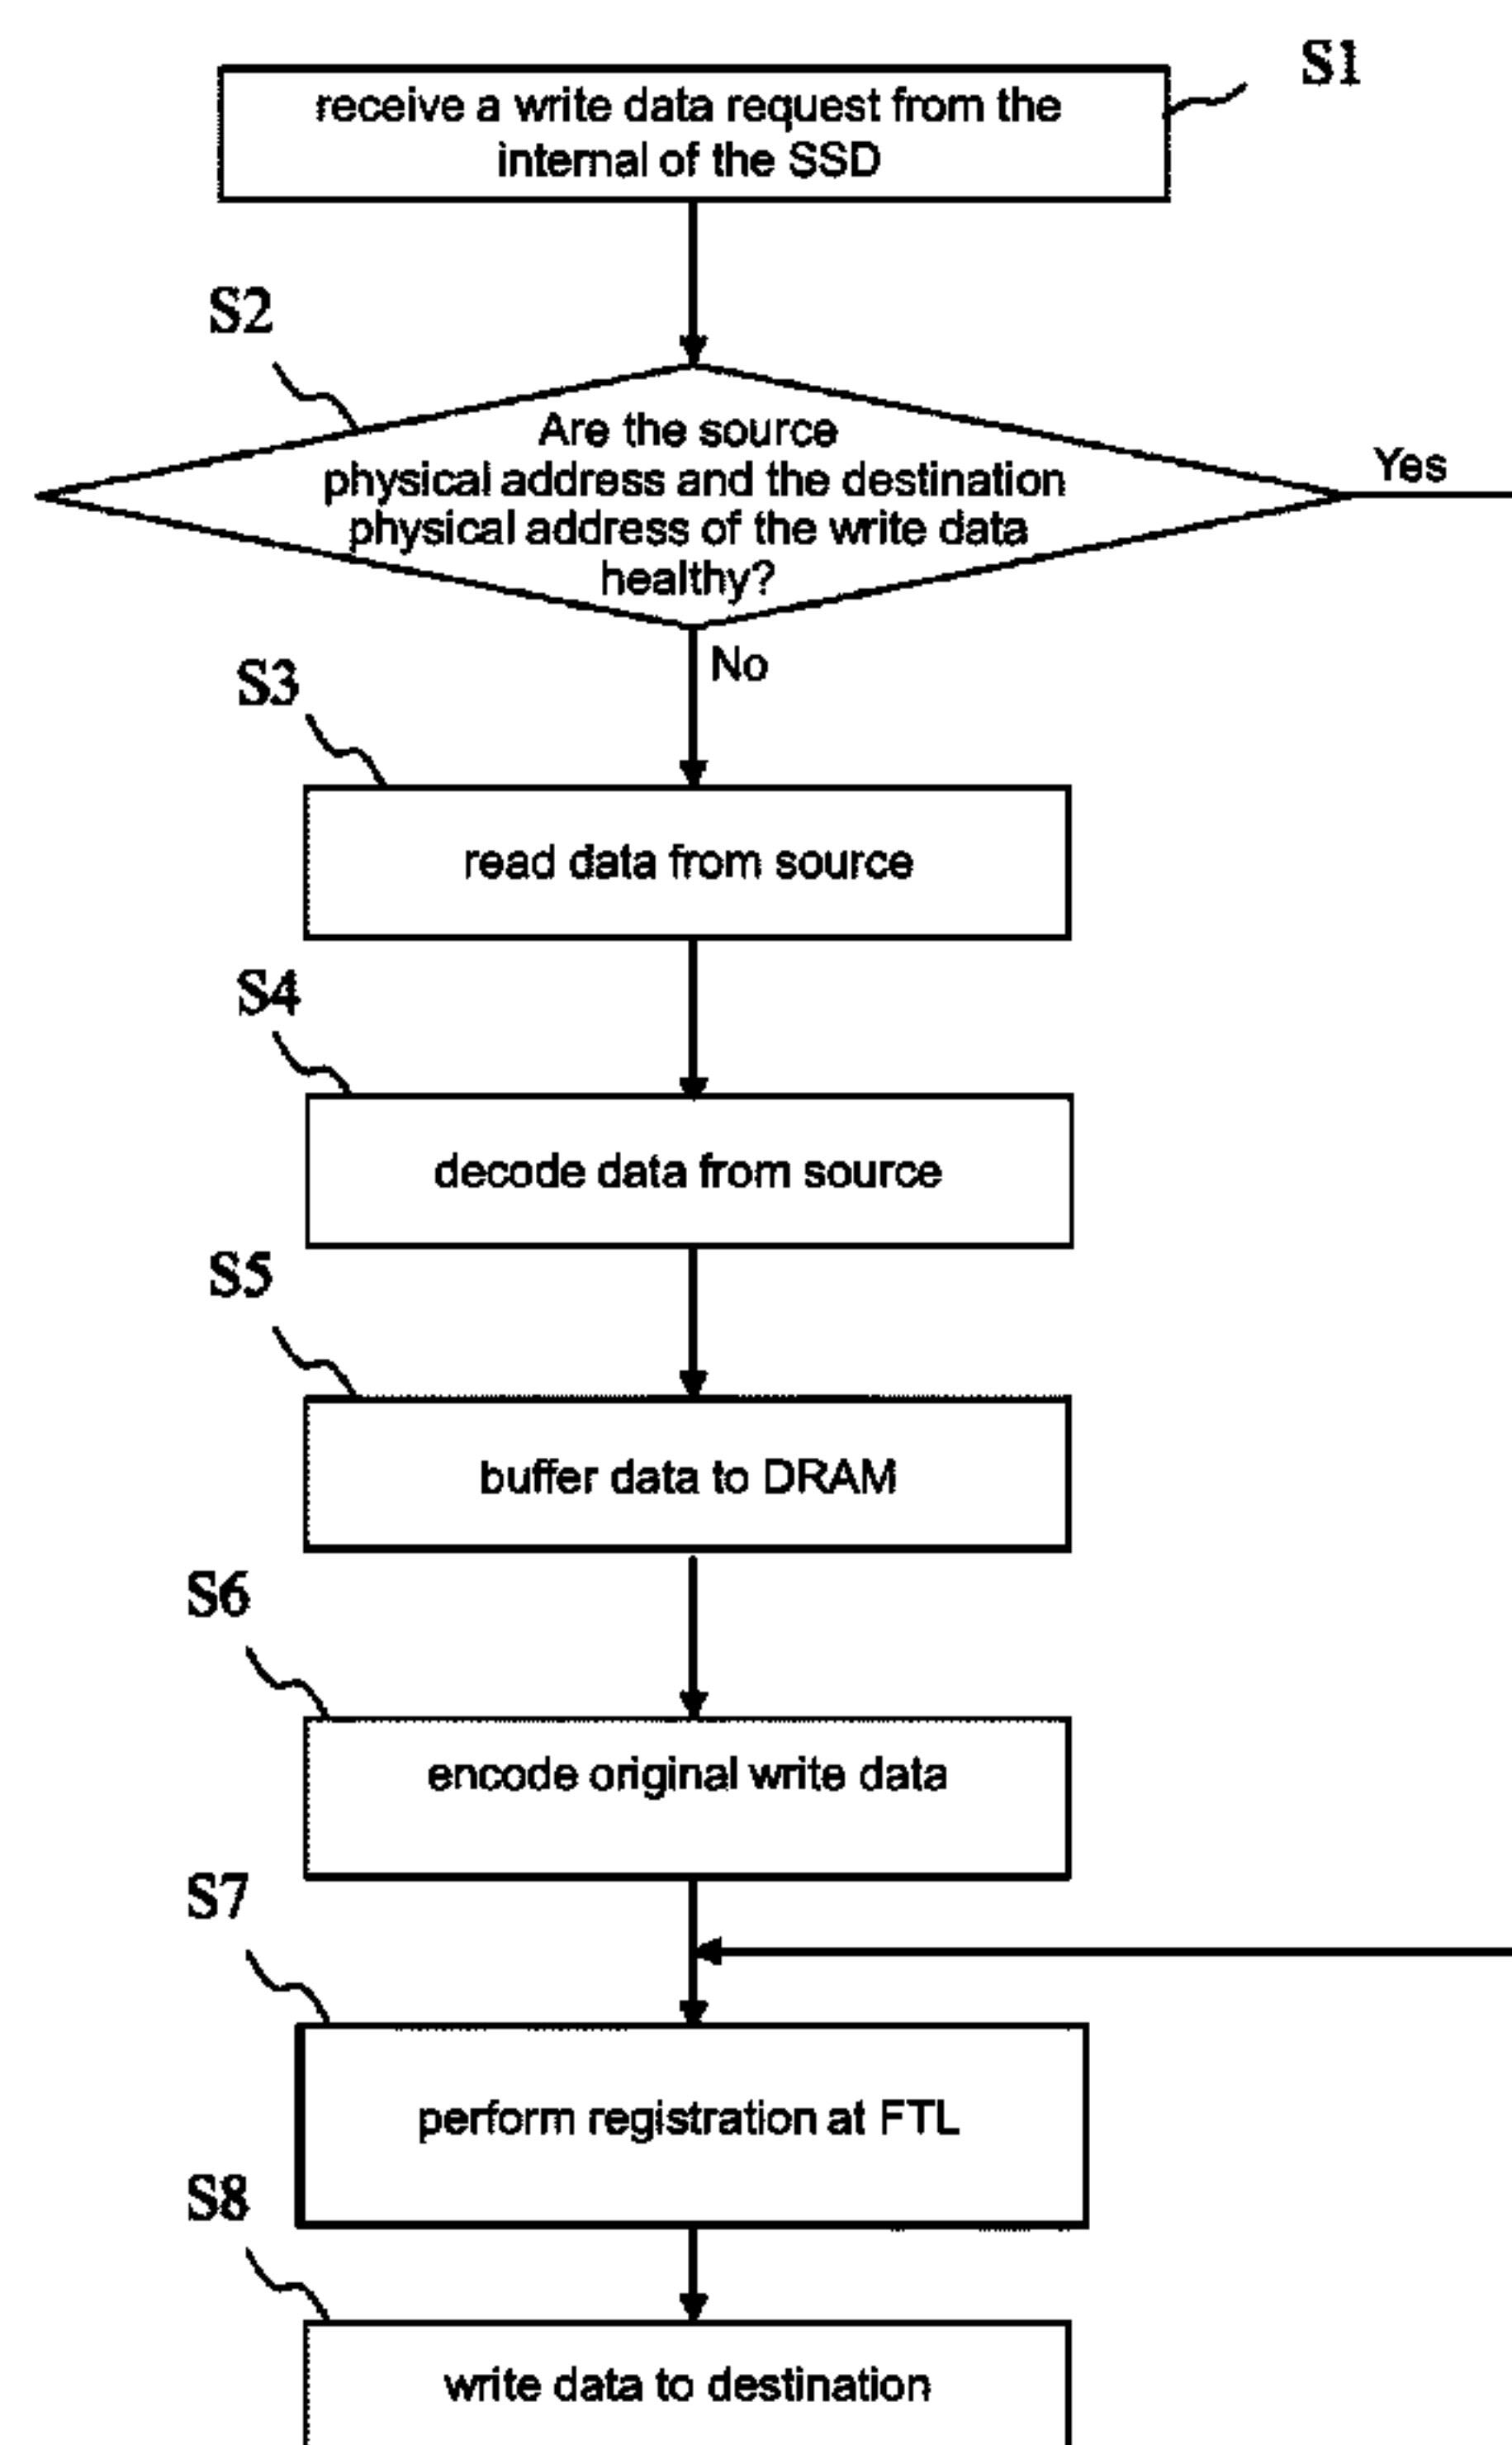 S1
receive a write data request from the
internal of the SSD
S2
Are the source
physical address and the destination
physical address of the write data
healthy?
Yes
No
S3
read data from source
S4
decode data from source
S5
buffer data to DRAM
S6
encode original write data
S7
perform registration at FTL
S8
write data to destination